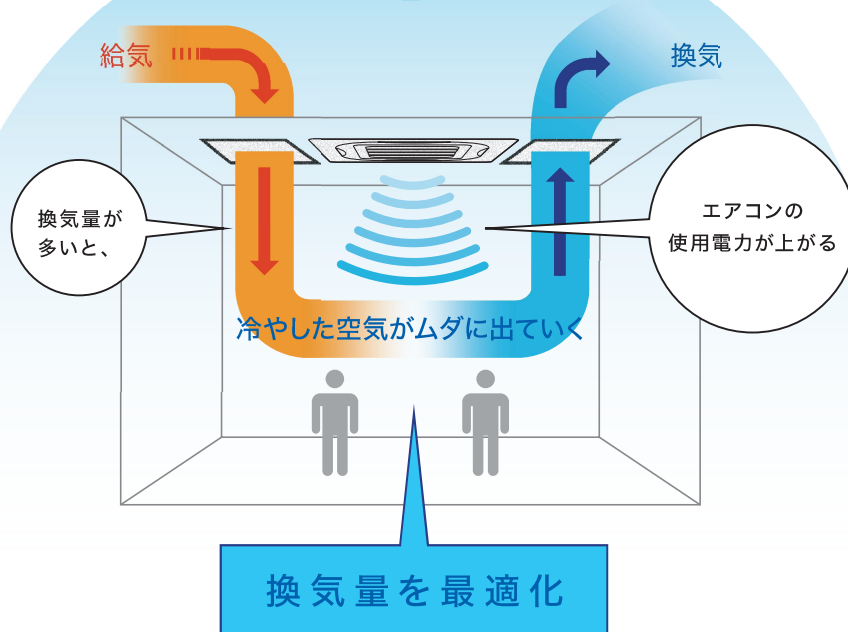 給気
換気
換気量が
多いと、
エアコンの
使用電力が上がる
冷やした空気がムダに出ていく
換気量を最適化